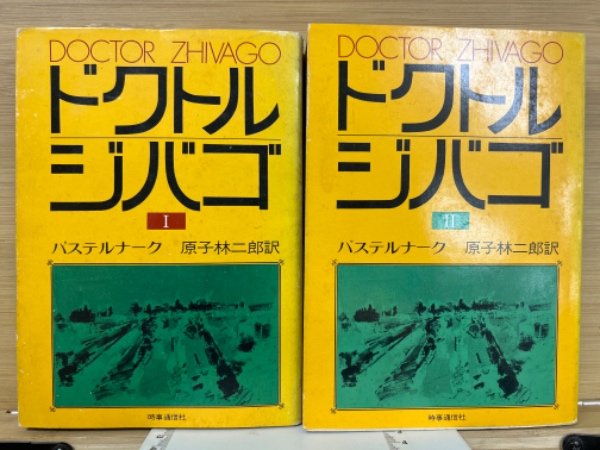 DOCTOR ZHIVAGO
ドクトル
ジバゴ
I
パステルナーク 原子林二郎訳
時事通信社
DOCTOR ZHIVAGO
ドクトル
ジバゴ
II
パステルナーク 原子林二郎訳
時事通信社